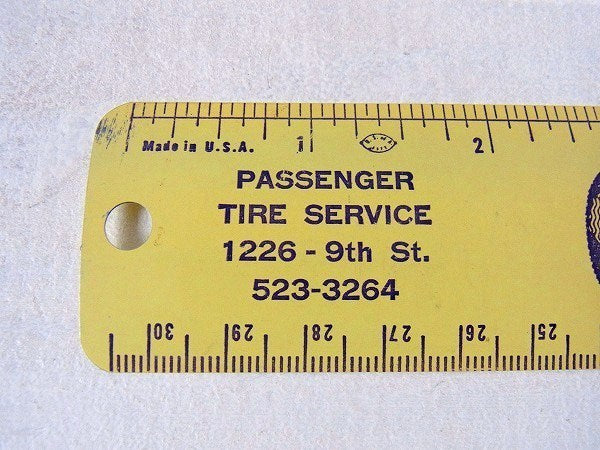 Made in U.S.A. 1 2
PASSENGER
TIRE SERVICE
1226 - 9th St.
523-3264
30 29 28 27 26 25